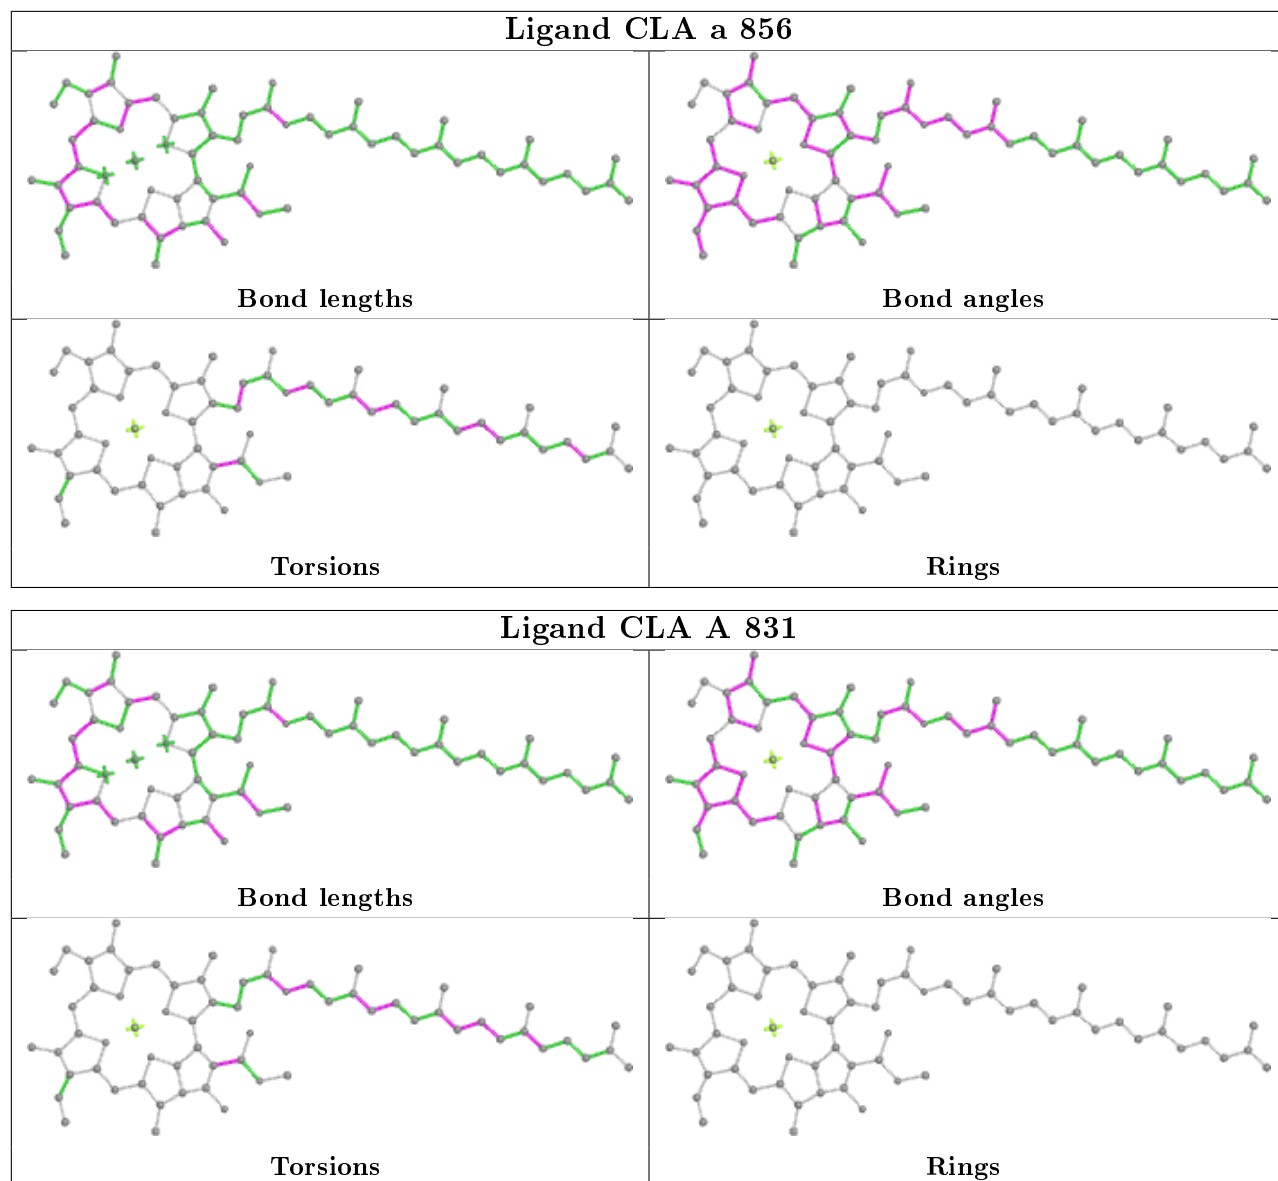 Ligand CLA a 856
Bond lengths
Bond angles
Torsions
Rings
Ligand CLA A 831
Bond lengths
Bond angles
Torsions
Rings